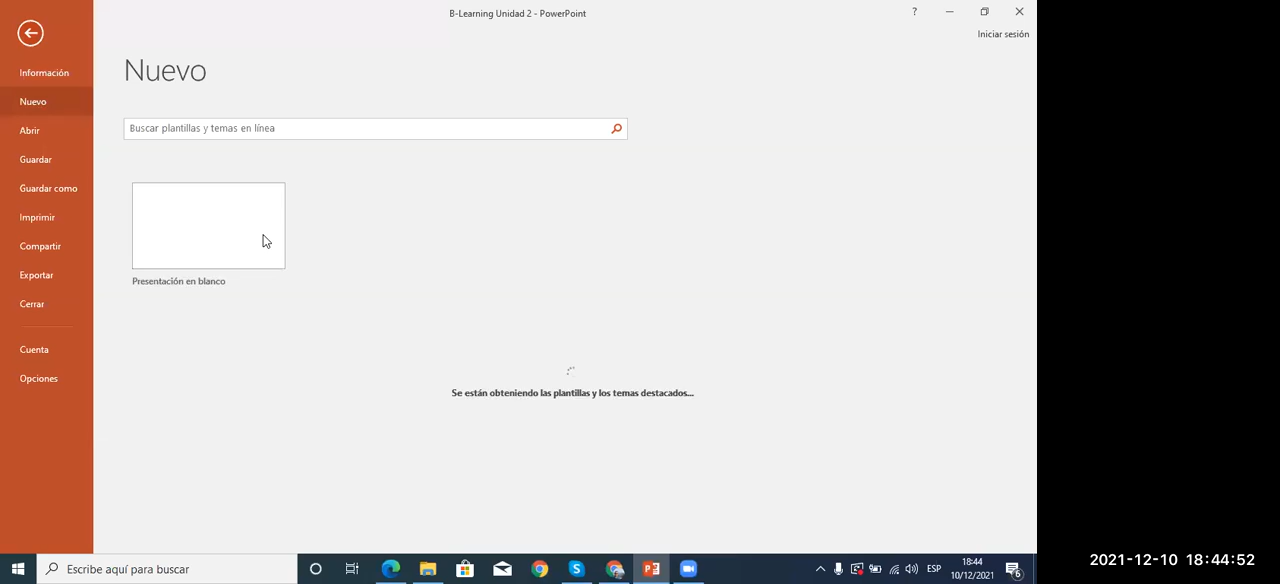 B-Learning Unidad 2 - PowerPoint
?
Iniciar sesión
Información
Nuevo
Abrir
Guardar
Guardar como
Imprimir
Compartir
Exportar
Cerrar
Cuenta
Opciones
Nuevo
Buscar plantillas y temas en línea
Presentación en blanco
Se están obteniendo las plantillas y los temas destacados...
Escribe aquí para buscar
ESP
18:44
10/12/2021
6
2021-12-10 18:44:52